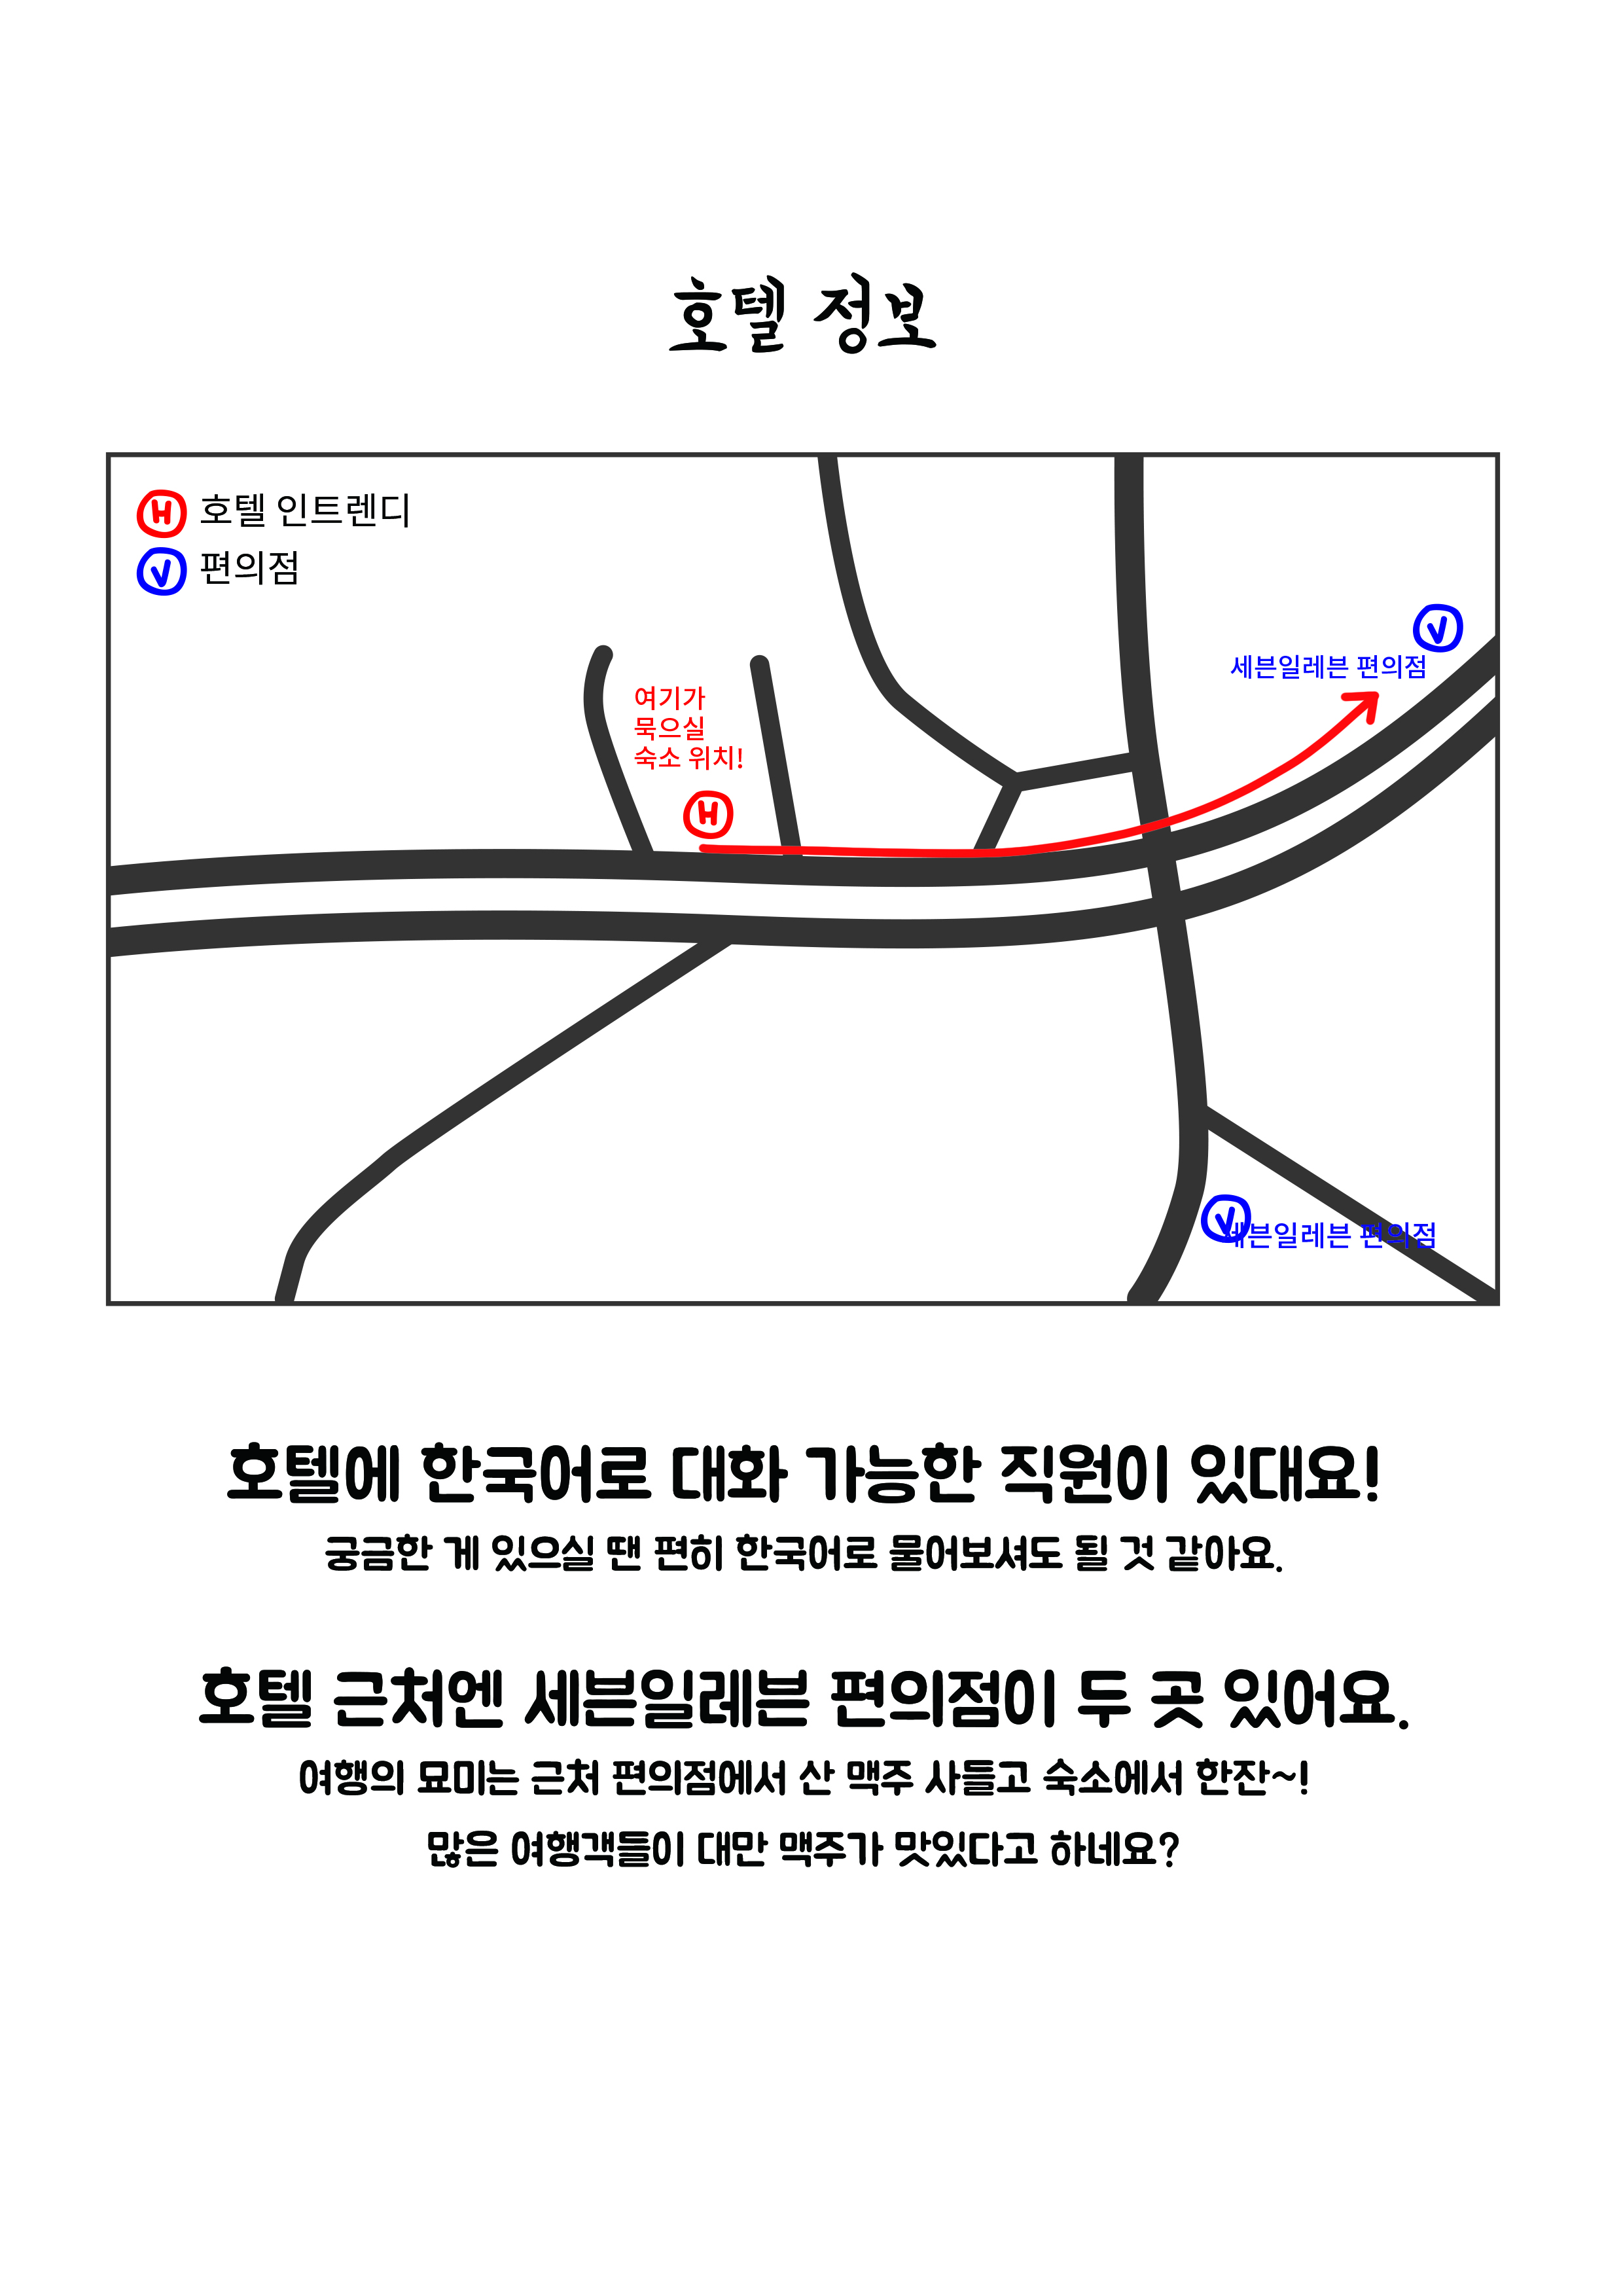 호텔 정보
H 호텔 인트렌디
V 편의점
V
세븐일레븐 편의점
여기가
묵으실
숙소 위치!
H
V
세븐일레븐 편의점
호텔에 한국어로 대화 가능한 직원이 있대요!
궁금한 게 있으실 땐 편히 한국어로 물어보셔도 될 것 같아요.
호텔 근처엔 세븐일레븐 편의점이 두 곳 있어요.
여행의 묘미는 근처 편의점에서 산 맥주 사들고 숙소에서 한잔~!
많은 여행객들이 대만 맥주가 맛있다고 하네요?